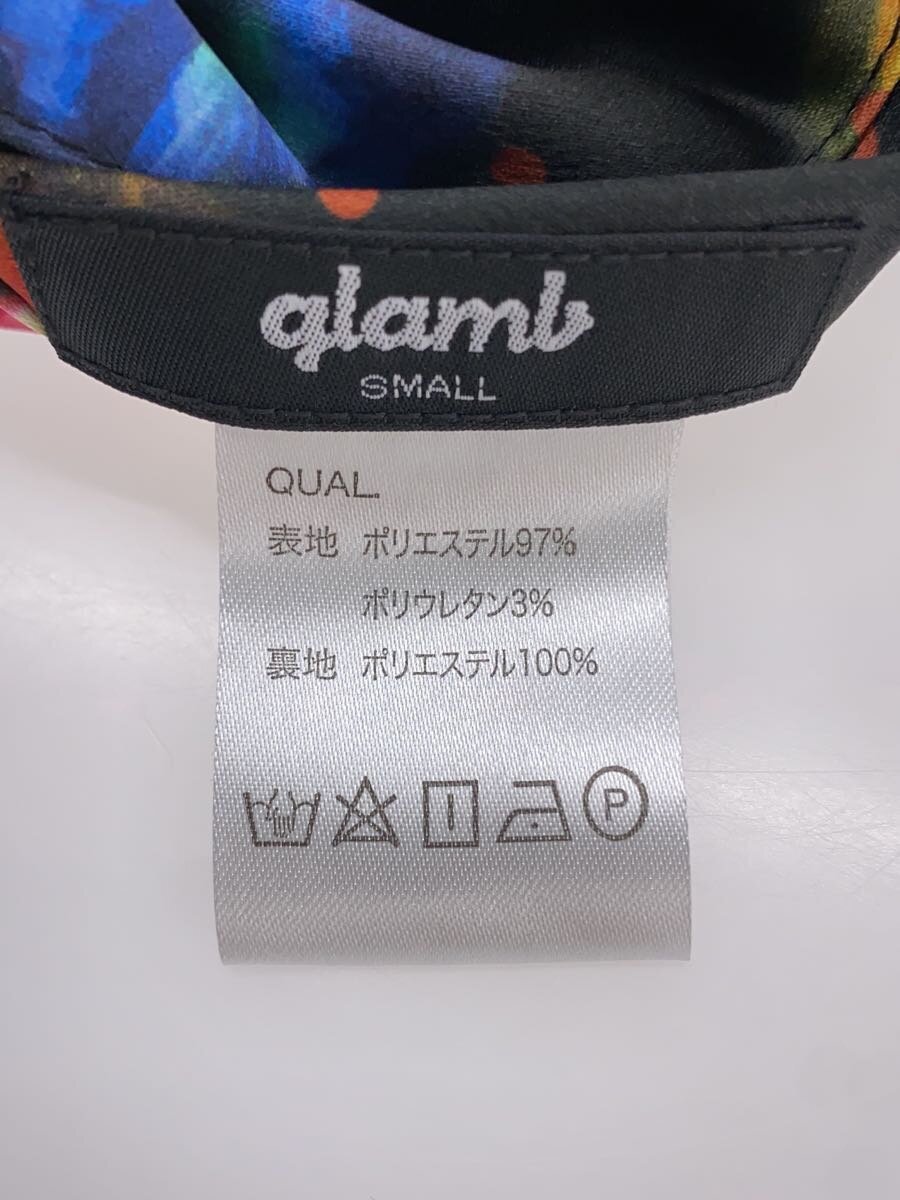 glamb
SMALL
QUAL.
表地 ポリエステル97%
ポリウレタン3%
裏地 ポリエステル100%
P